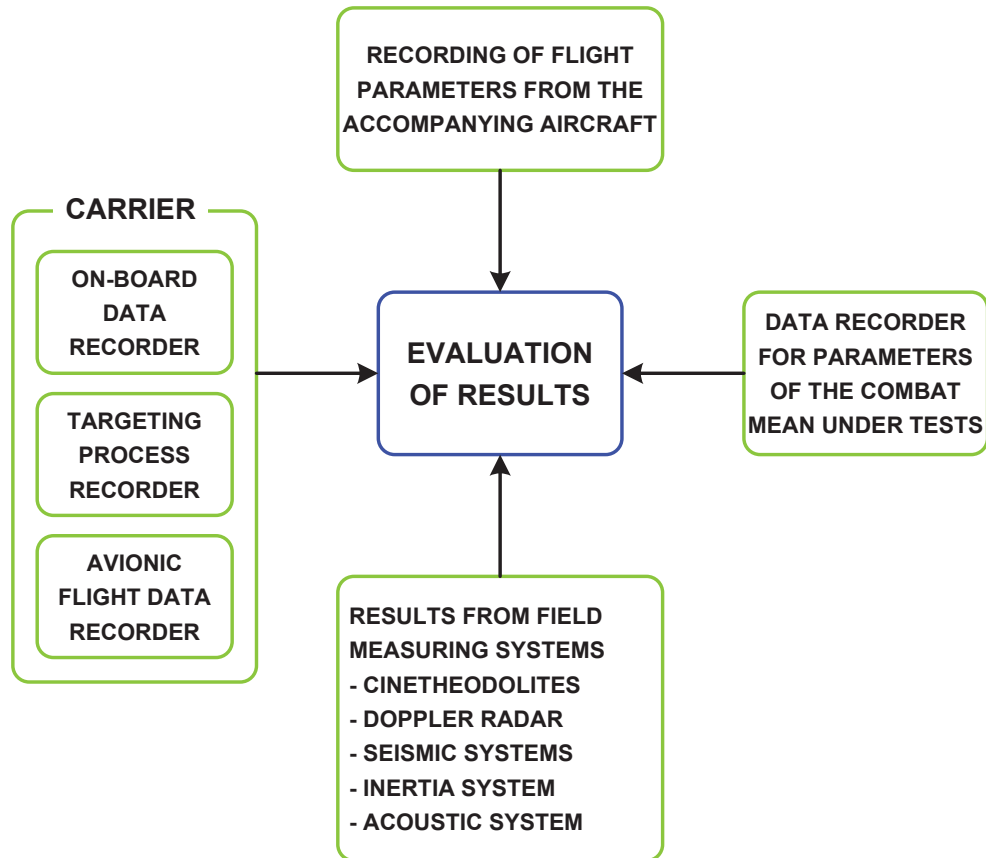 RECORDING OF FLIGHT
PARAMETERS FROM THE
ACCOMPANYING AIRCRAFT
CARRIER
ON-BOARD
DATA
RECORDER
TARGETING
PROCESS
RECORDER
AVIONIC
FLIGHT DATA
RECORDER
EVALUATION
OF RESULTS
DATA RECORDER
FOR PARAMETERS
OF THE COMBAT
MEAN UNDER TESTS
RESULTS FROM FIELD
MEASURING SYSTEMS
- CINETHEODOLITES
- DOPPLER RADAR
- SEISMIC SYSTEMS
- INERTIA SYSTEM
- ACOUSTIC SYSTEM